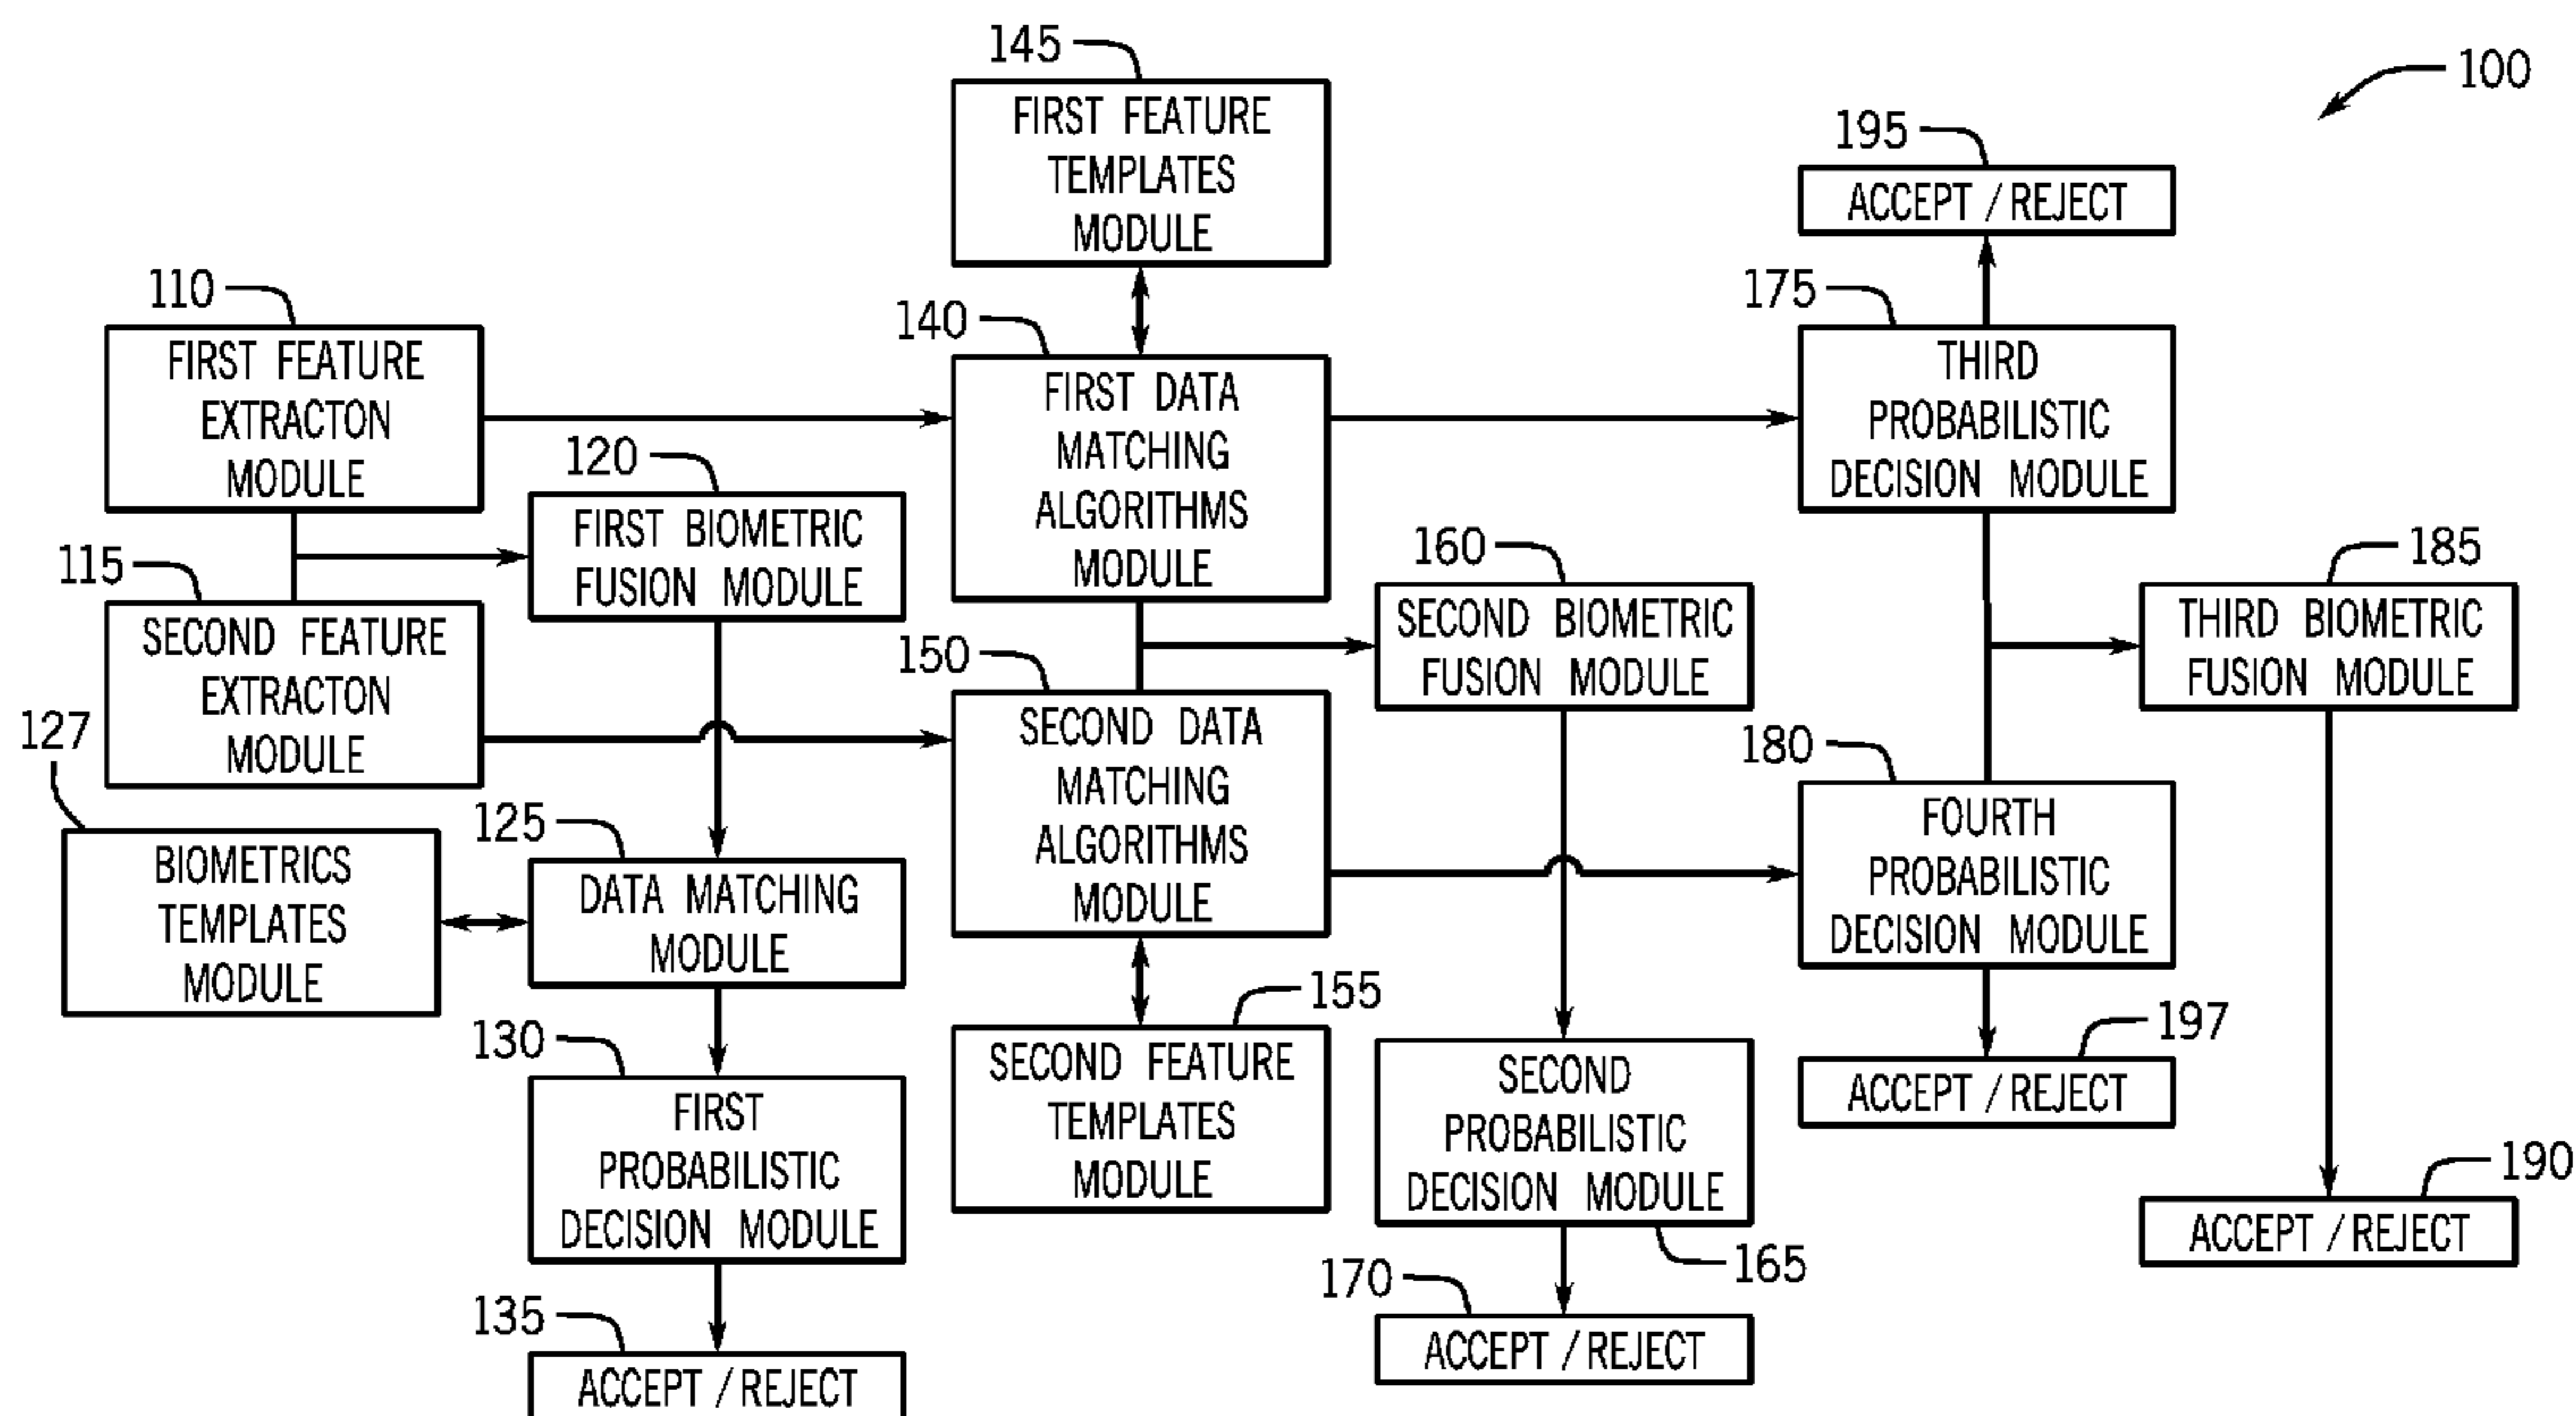 145
FIRST FEATURE
TEMPLATES
MODULE
100
195
ACCEPT / REJECT
110
FIRST FEATURE
EXTRACTON
MODULE
140
FIRST DATA
MATCHING
ALGORITHMS
MODULE
175
THIRD
PROBABILISTIC
DECISION MODULE
120
FIRST BIOMETRIC
FUSION MODULE
115
SECOND FEATURE
EXTRACTON
MODULE
160
SECOND BIOMETRIC
FUSION MODULE
185
THIRD BIOMETRIC
FUSION MODULE
150
SECOND DATA
MATCHING
ALGORITHMS
MODULE
127
BIOMETRICS
TEMPLATES
MODULE
125
DATA MATCHING
MODULE
180
FOURTH
PROBABILISTIC
DECISION MODULE
155
SECOND FEATURE
TEMPLATES
MODULE
130
FIRST
PROBABILISTIC
DECISION MODULE
SECOND
PROBABILISTIC
DECISION MODULE
165
197
ACCEPT / REJECT
190
ACCEPT / REJECT
170
ACCEPT / REJECT
135
ACCEPT / REJECT